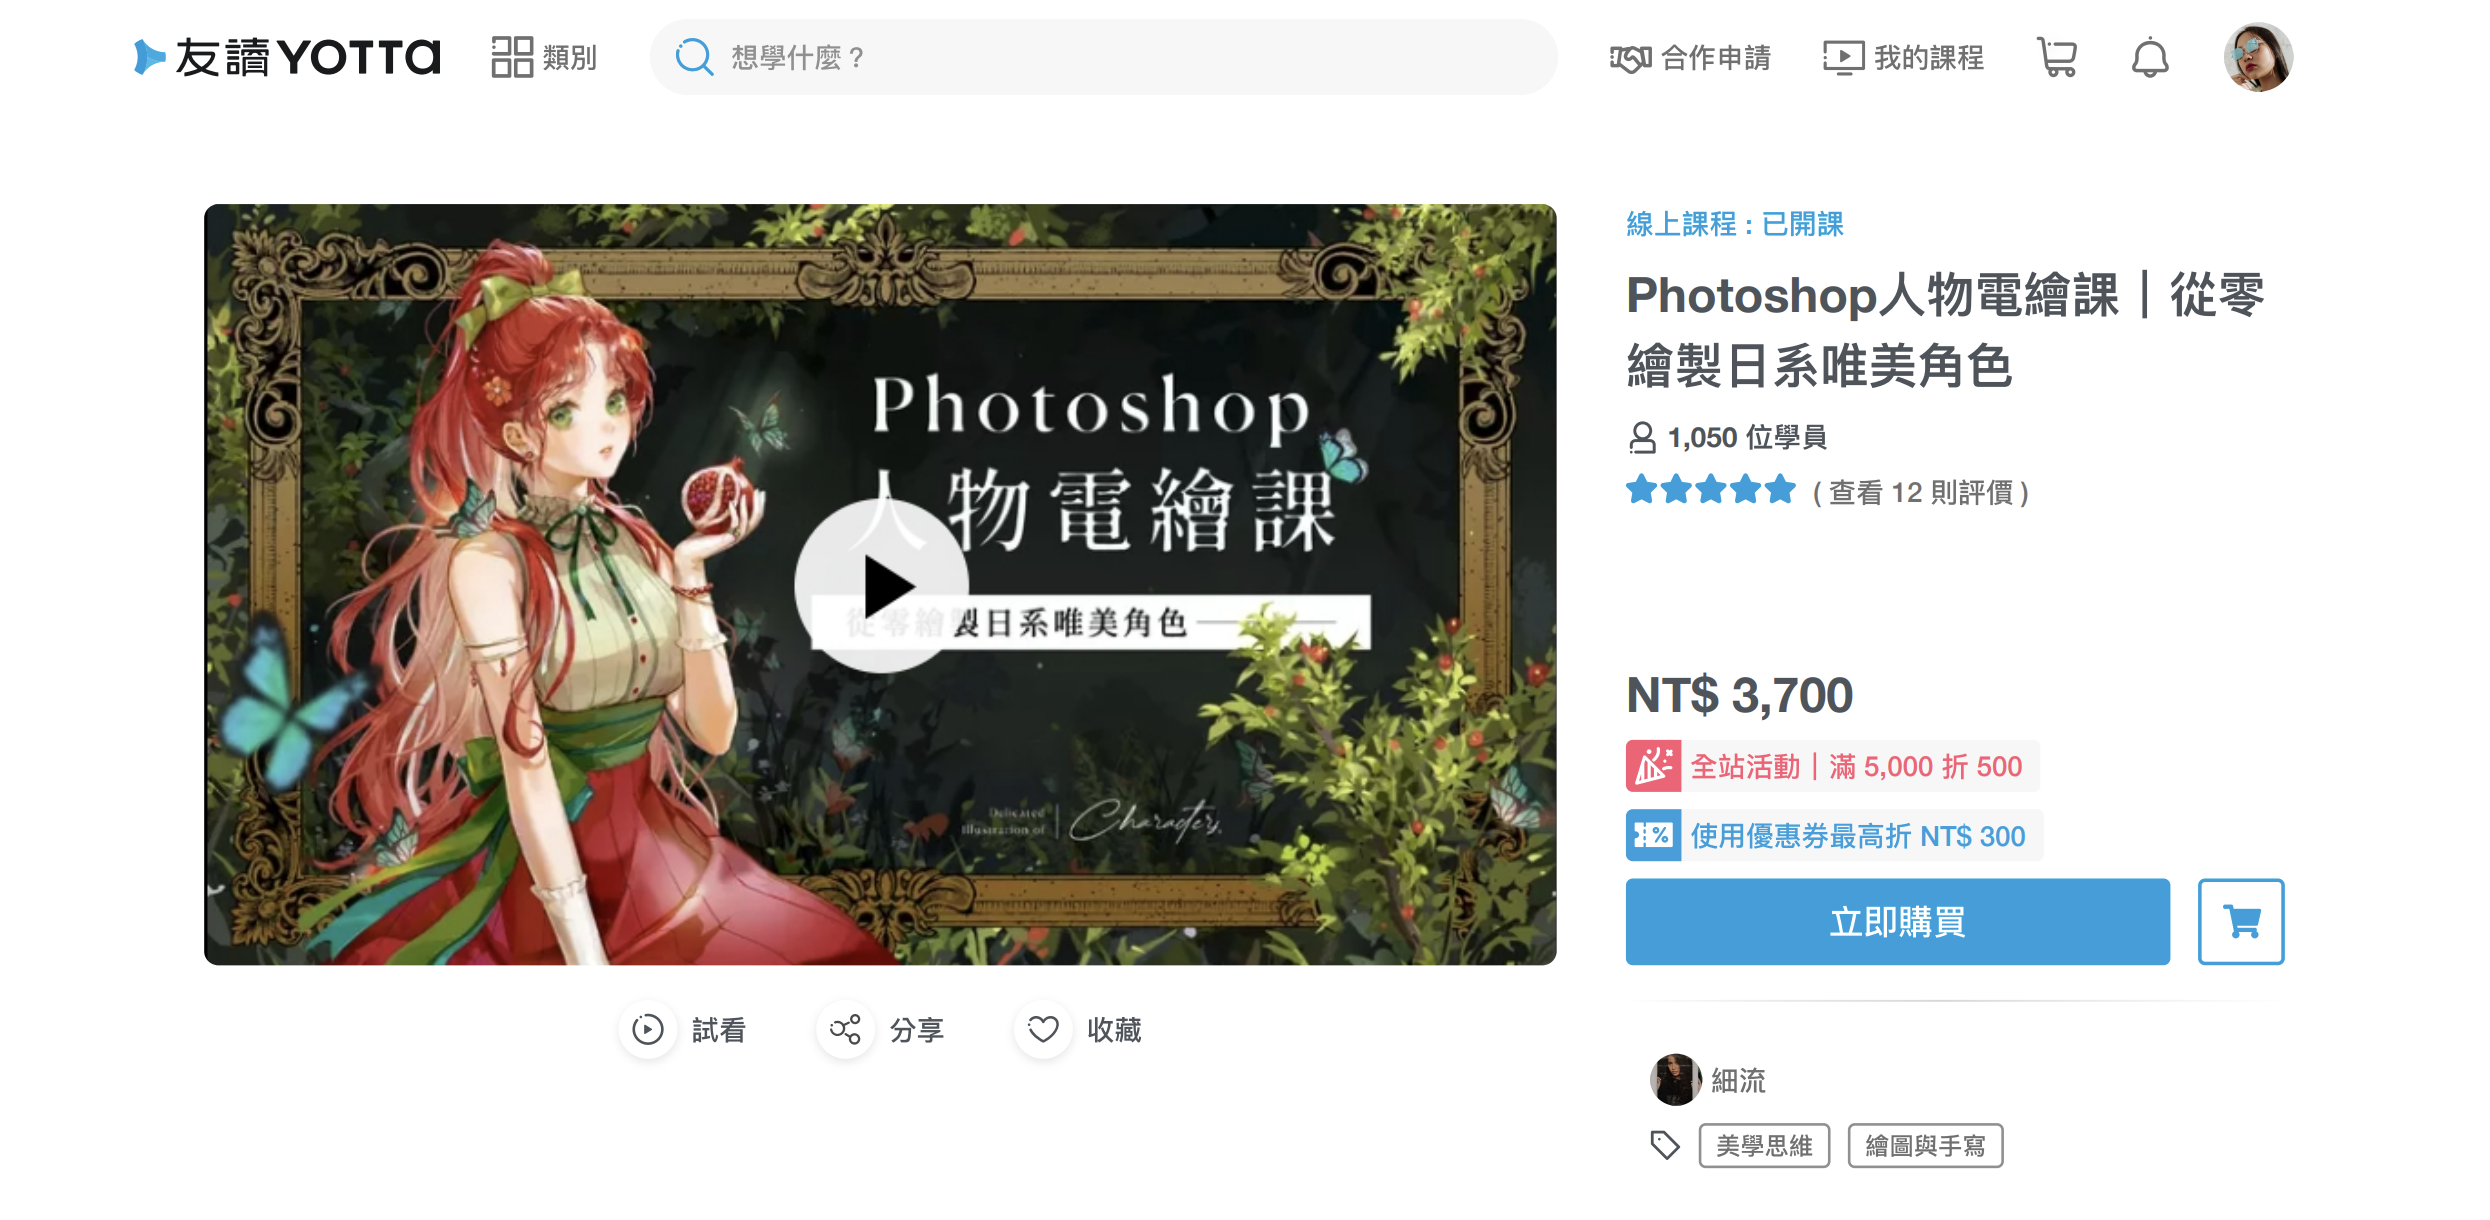 友讀 YOTTA
類別
想學什麼？
合作申請
我的課程
Photoshop
人物電繪課
從零繪製日系唯美角色
Delicated
Illustration of
Character
試看
分享
收藏
線上課程 : 已開課
Photoshop人物電繪課｜從零
繪製日系唯美角色
1,050 位學員
( 查看 12 則評價 )
NT$ 3,700
全站活動｜滿 5,000 折 500
使用優惠券最高折 NT$ 300
立即購買
細流
美學思維
繪圖與手寫